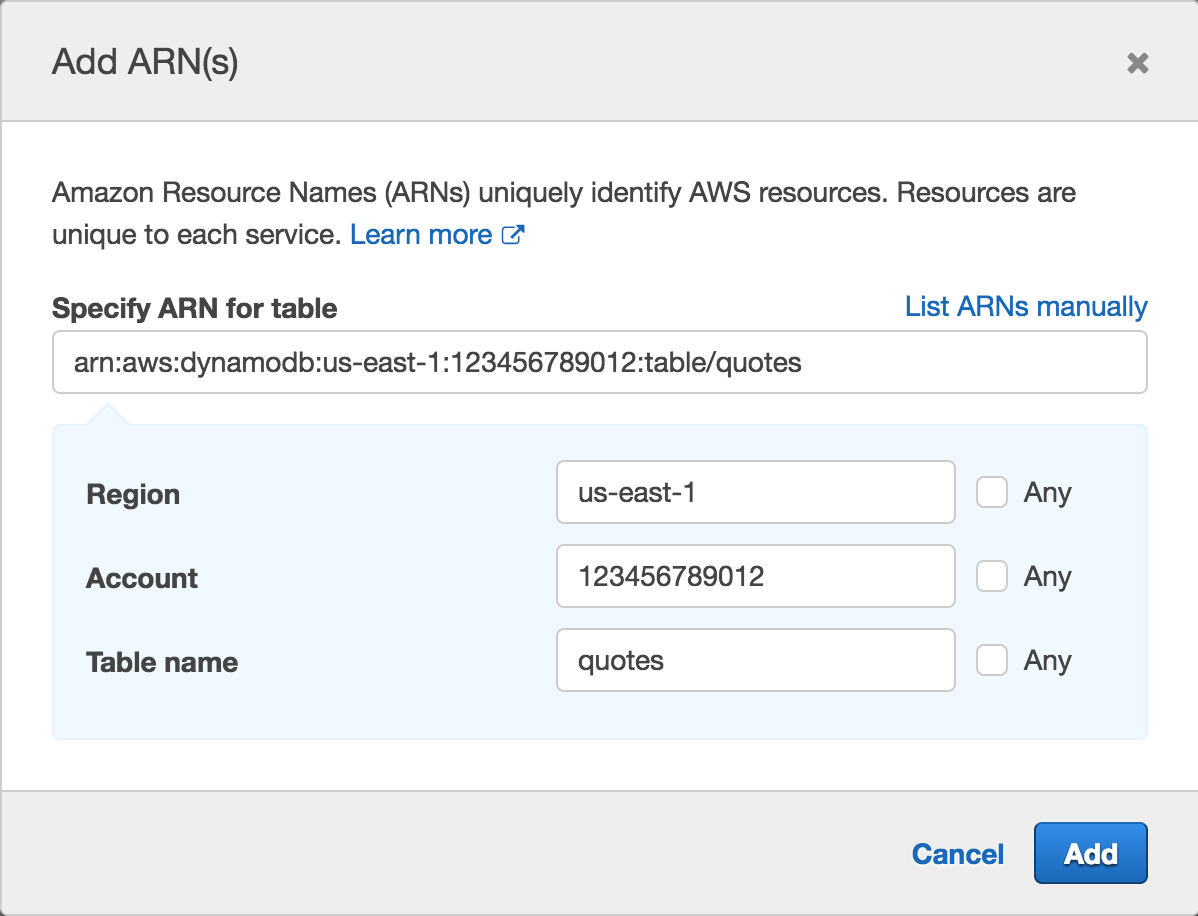 Add ARN(s)
Amazon Resource Names (ARNs) uniquely identify AWS resources. Resources are
unique to each service. Learn more
Specify ARN for table
List ARNs manually
arn:aws:dynamodb:us-east-1:123456789012:table/quotes
Region us-east-1 Any
Account 123456789012 Any
Table name quotes Any
Cancel Add